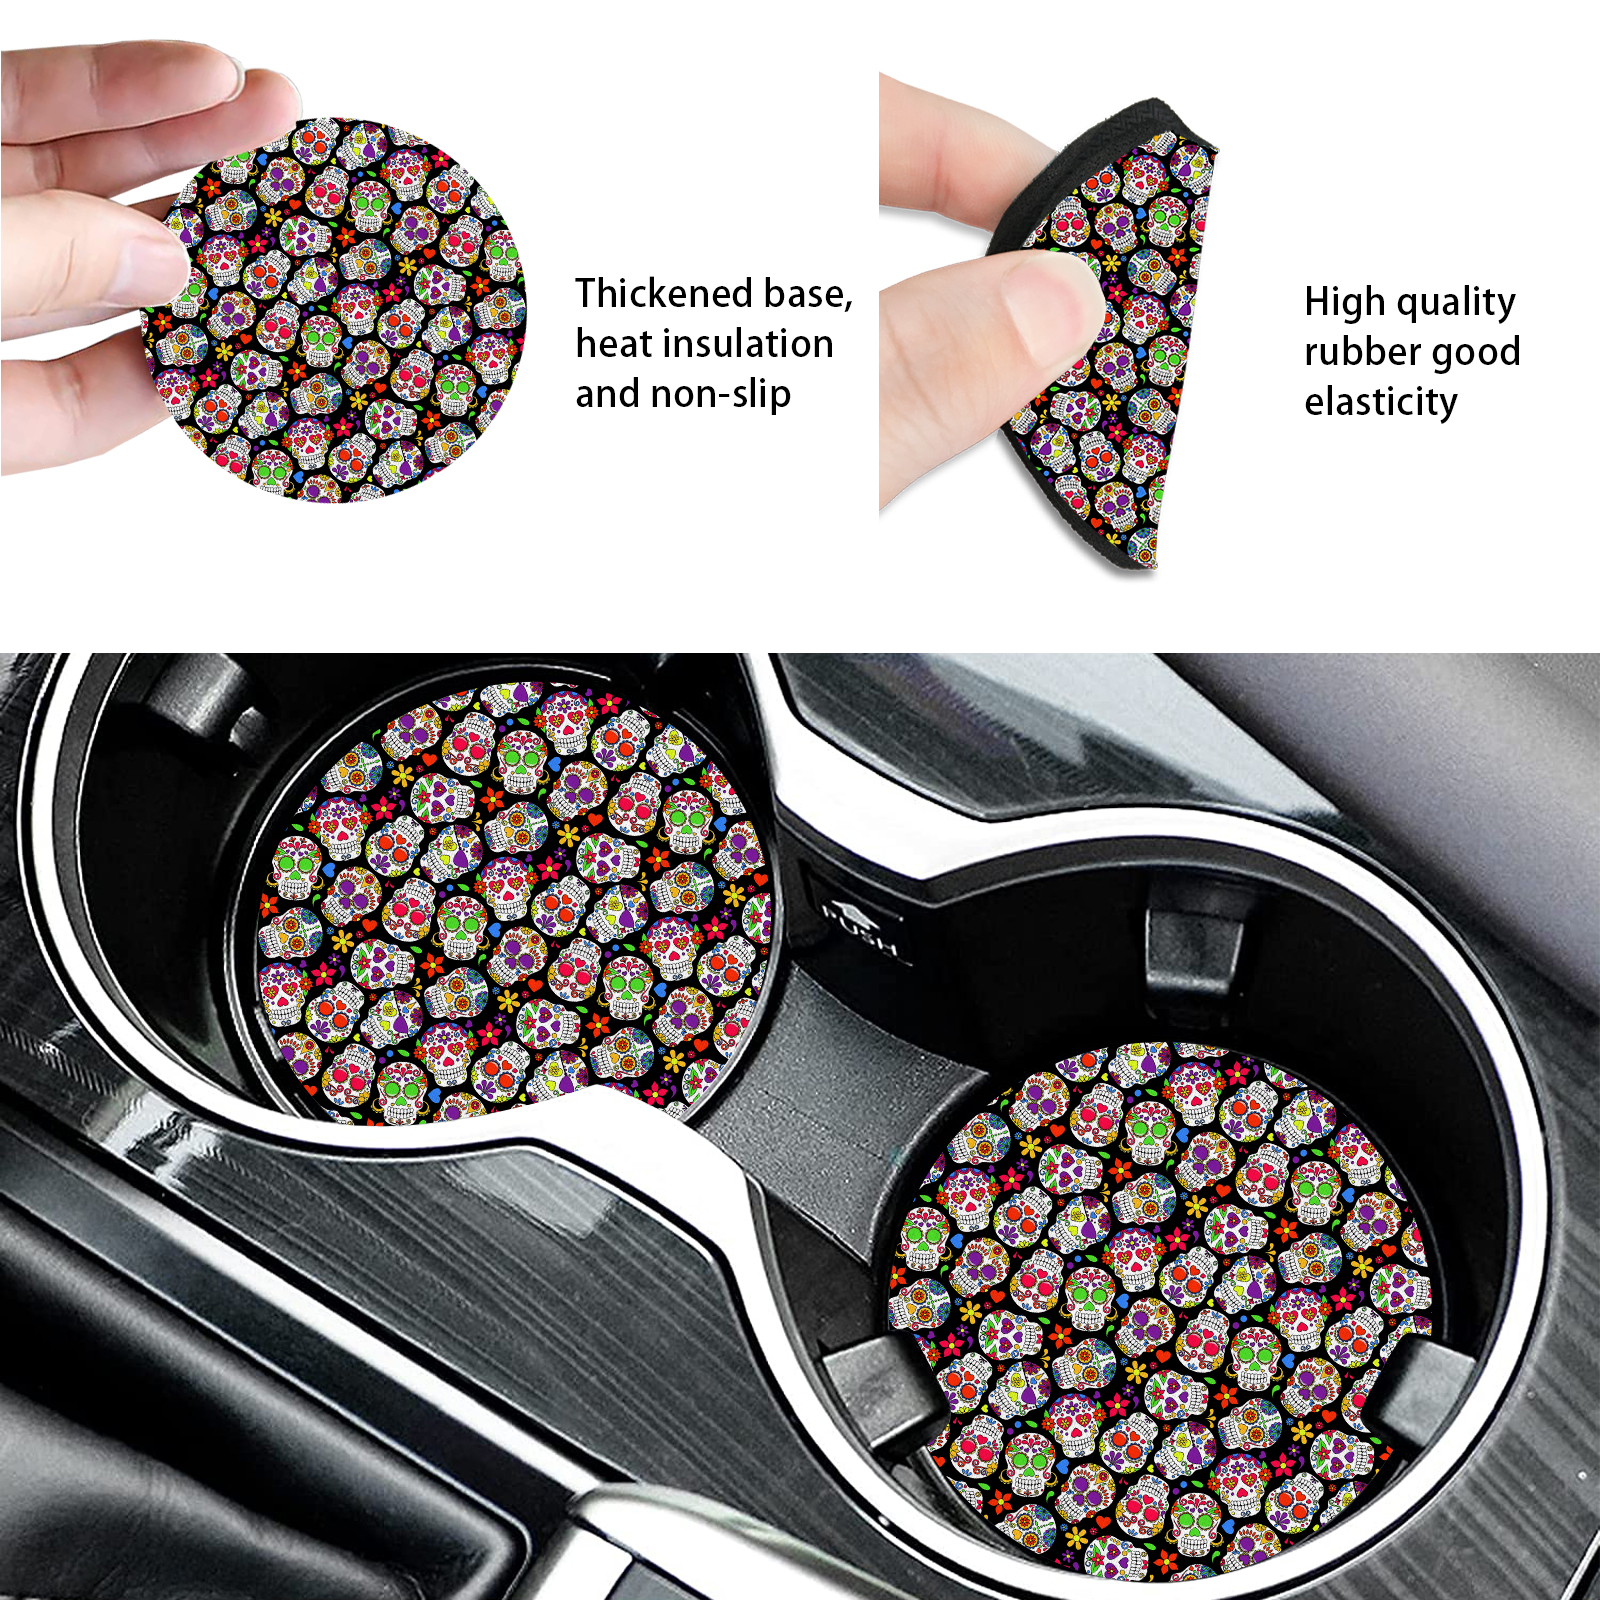 Thickened base,
heat insulation
and non-slip
High quality
rubber good
elasticity
PUSH